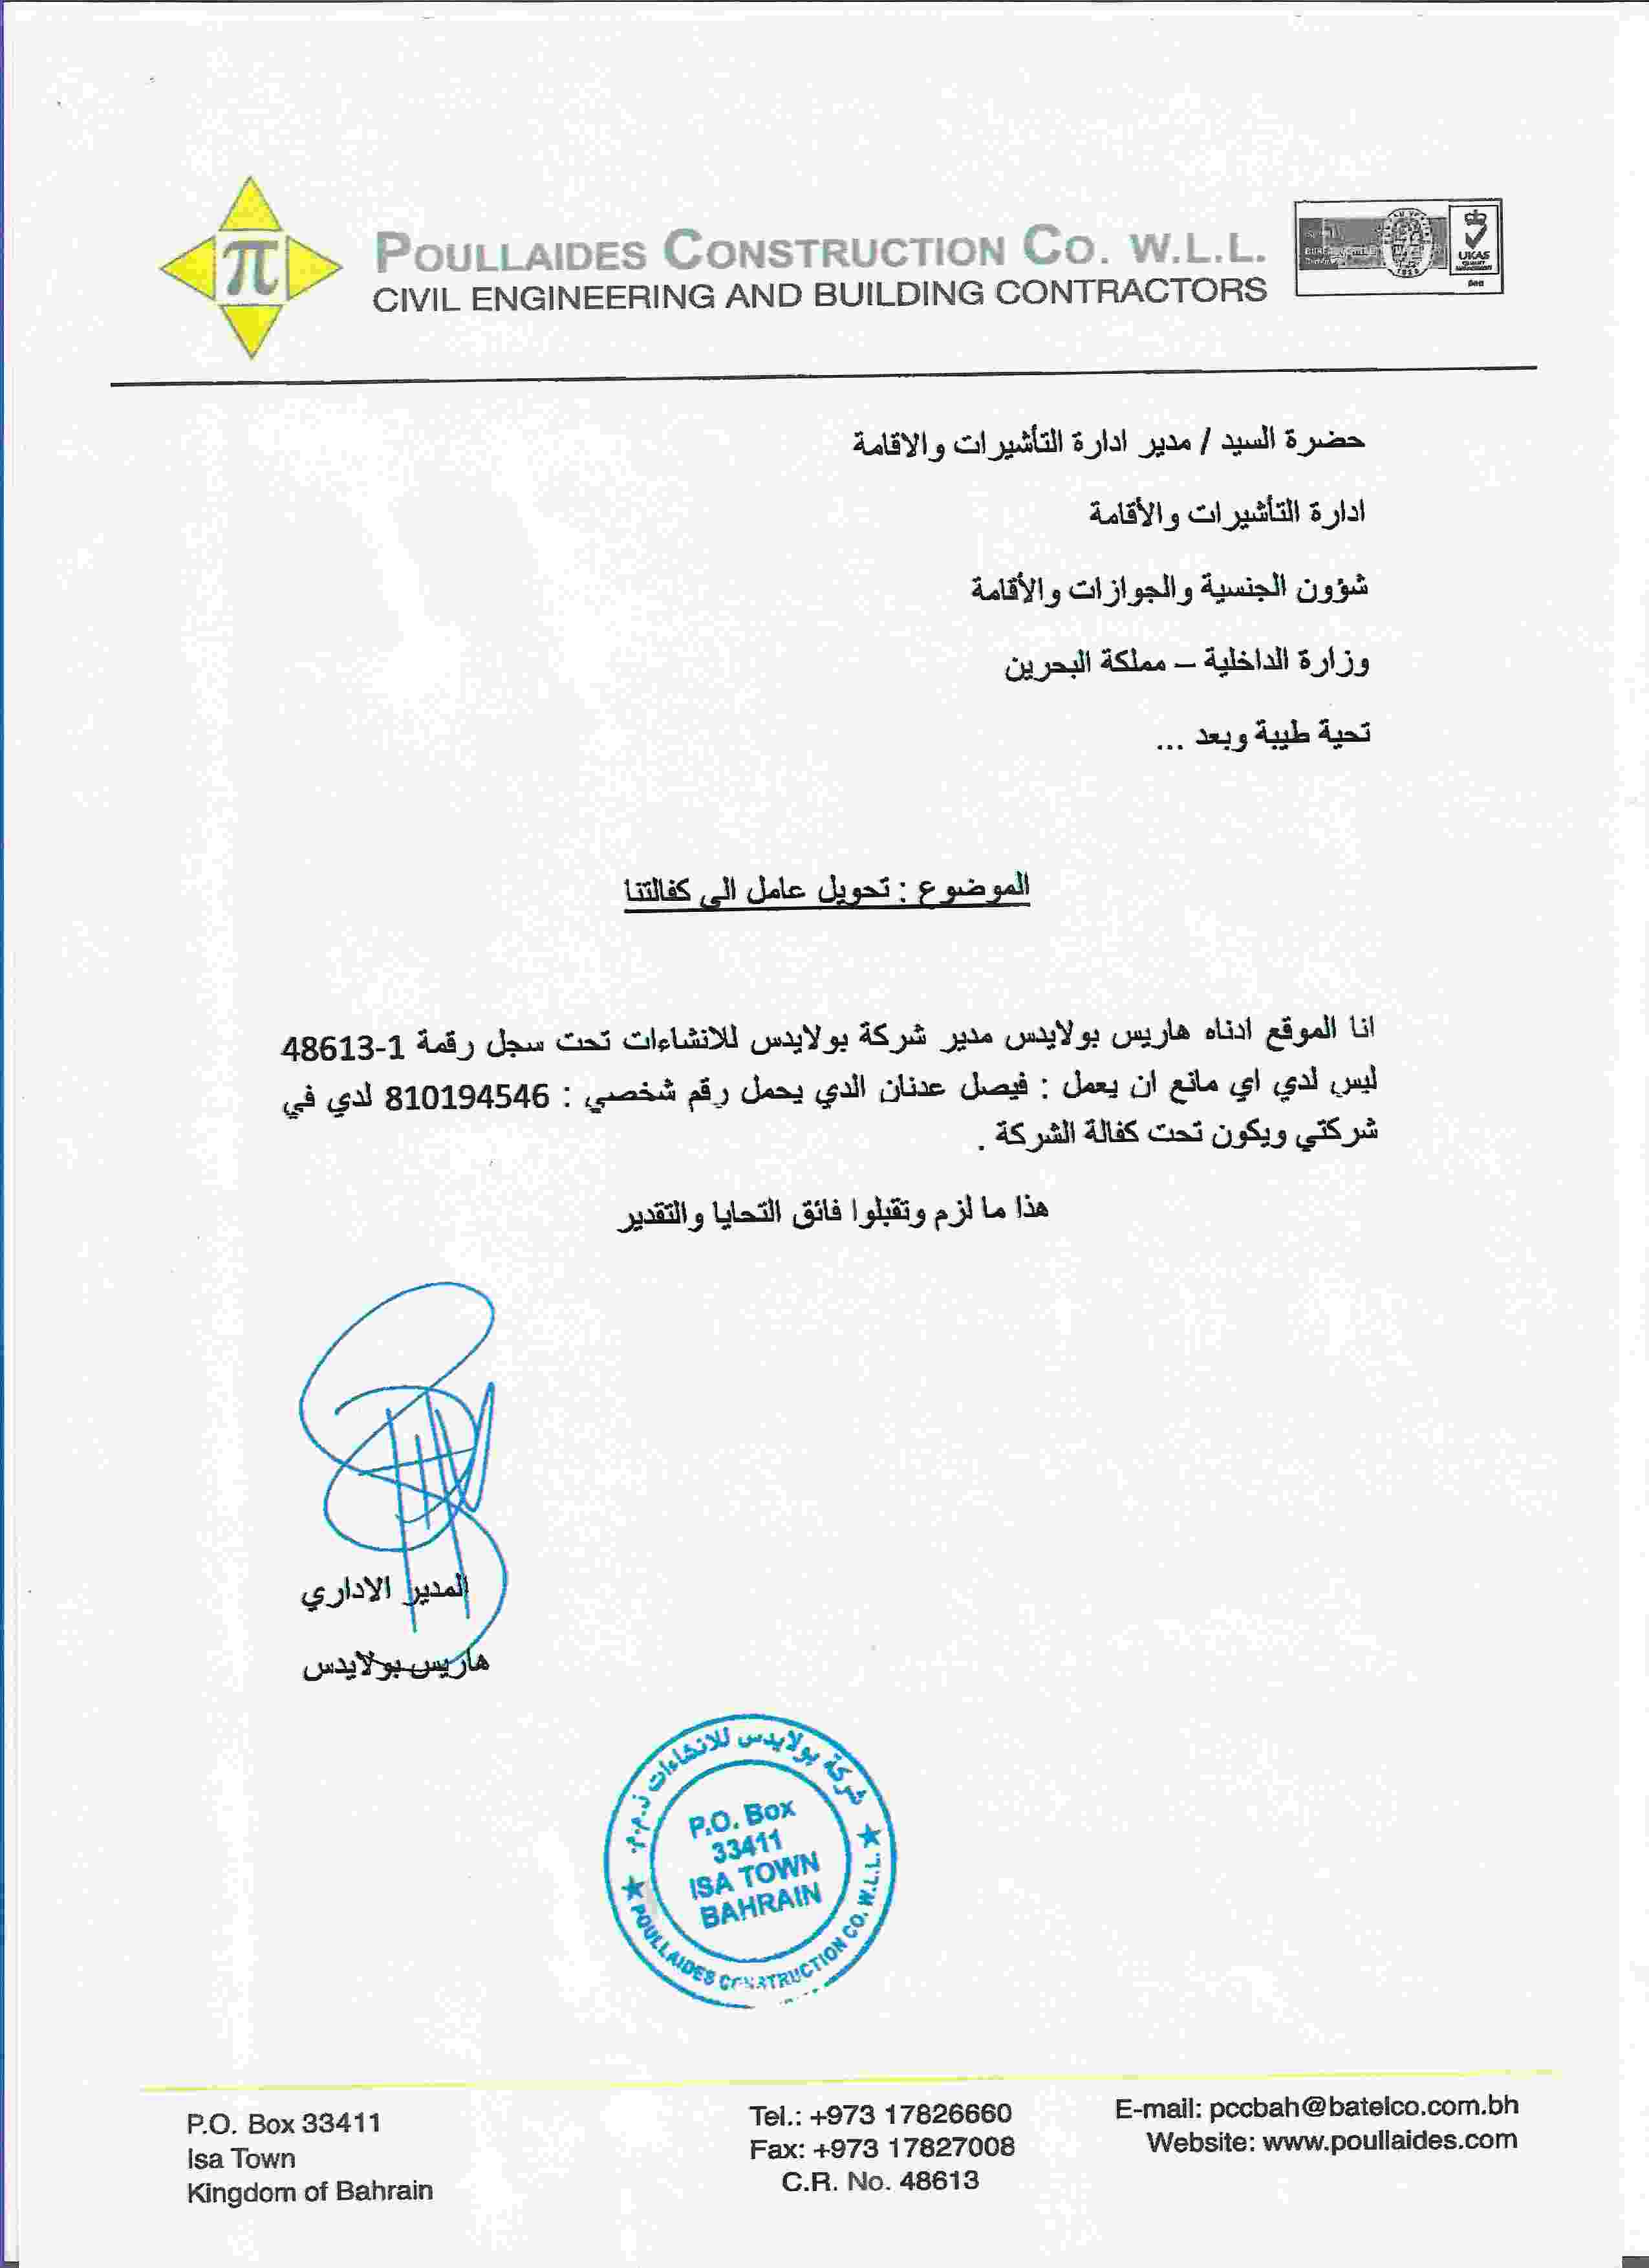 POULLAIDES CONSTRUCTION CO. W.L.L.
CIVIL ENGINEERING AND BUILDING CONTRACTORS
π
UKAS
حضرة السيد / مدير ادارة التأشيرات والاقامة
ادارة التأشيرات والأقامة
شؤون الجنسية والجوازات والأقامة
وزارة الداخلية – مملكة البحرين
تحية طيبة وبعد ...
الموضوع : تحويل عامل الى كفالتنا
انا الموقع ادناه هاريس بولايدس مدير شركة بولايدس للانشاءات تحت سجل رقمة 1-48613
ليس لدي اي مانع ان يعمل : فيصل عدنان الدي يحمل رقم شخصي : 810194546 لدي في
شركتي ويكون تحت كفالة الشركة .
هذا ما لزم وتقبلوا فائق التحايا والتقدير
المدير الاداري
هاريس بولايدس
شركة بولايدس للانشاءات ذ.م.م.
P.O. Box
33411
ISA TOWN
BAHRAIN
POULLAIDES CONSTRUCTION CO. W.L.L.
P.O. Box 33411
Isa Town
Kingdom of Bahrain
Tel.: +973 17826660
Fax: +973 17827008
C.R. No. 48613
E-mail: pccbah@batelco.com.bh
Website: www.poullaides.com